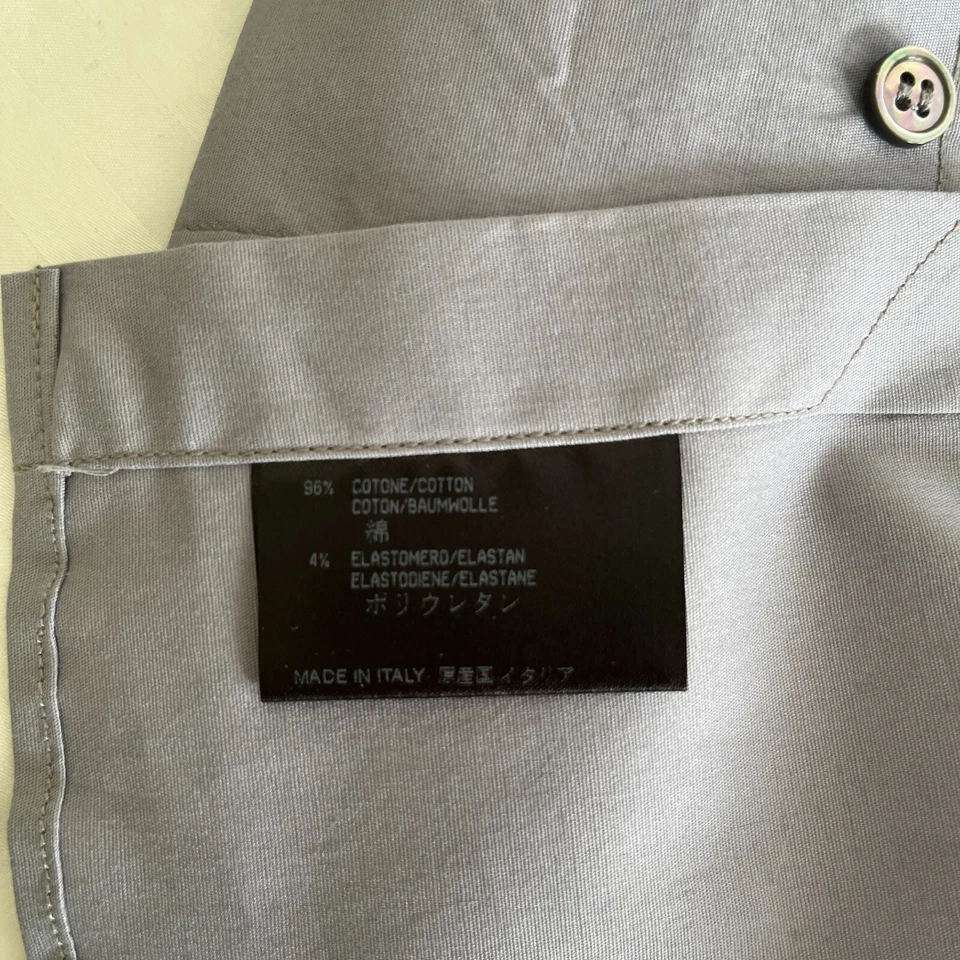 96% COTONE/COTTON
COTON/BAUMWOLLE
綿
4% ELASTOMERO/ELASTAN
ELASTODIENE/ELASTANE
ポリウレタン
MADE IN ITALY 原産国イタリア